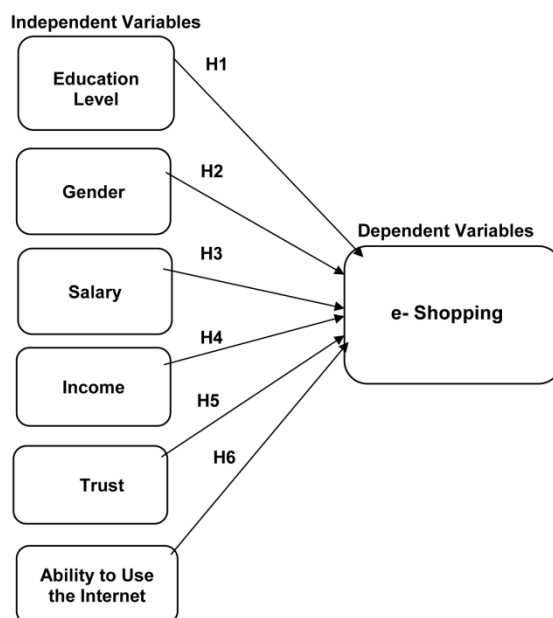 Independent Variables
Education
Level
H1
Gender
H2
Dependent Variables
Salary
H3
e- Shopping
Income
H4
Trust
H5
H6
Ability to Use
the Internet